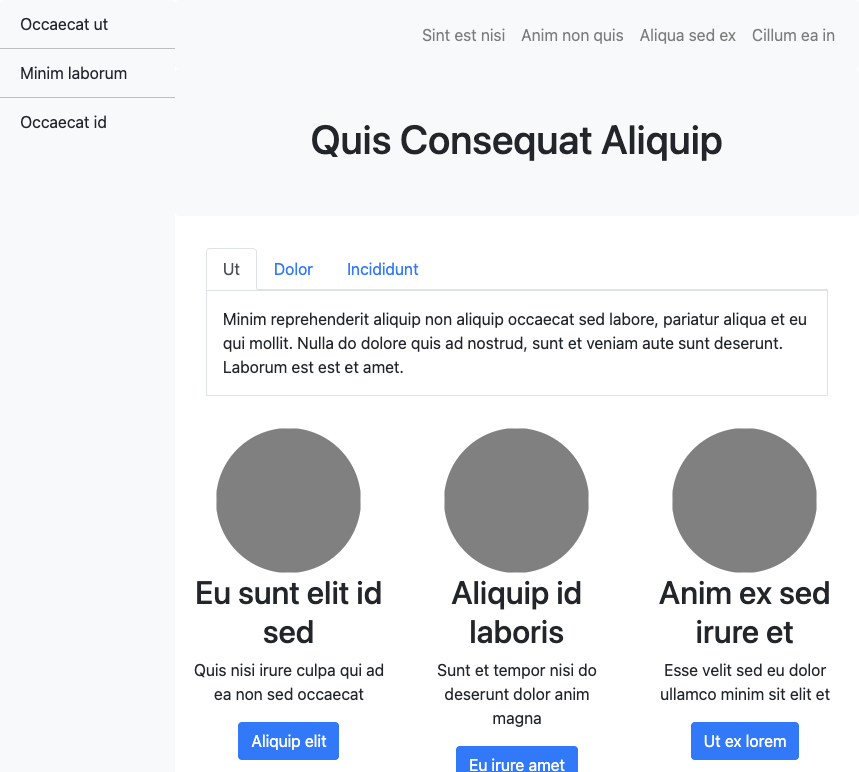 Occaecat ut
Minim laborum
Occaecat id
Sint est nisi
Anim non quis
Aliqua sed ex
Cillum ea in
Quis Consequat Aliquip
Ut
Dolor
Incididunt
Minim reprehenderit aliquip non aliquip occaecat sed labore, pariatur aliqua et eu
qui mollit. Nulla do dolore quis ad nostrud, sunt et veniam aute sunt deserunt.
Laborum est est et amet.
Eu sunt elit id
sed
Quis nisi irure culpa qui ad
ea non sed occaecat
Aliquip elit
Aliquip id
laboris
Sunt et tempor nisi do
deserunt dolor anim
magna
Eu irure amet
Anim ex sed
irure et
Esse velit sed eu dolor
ullamco minim sit elit et
Ut ex lorem